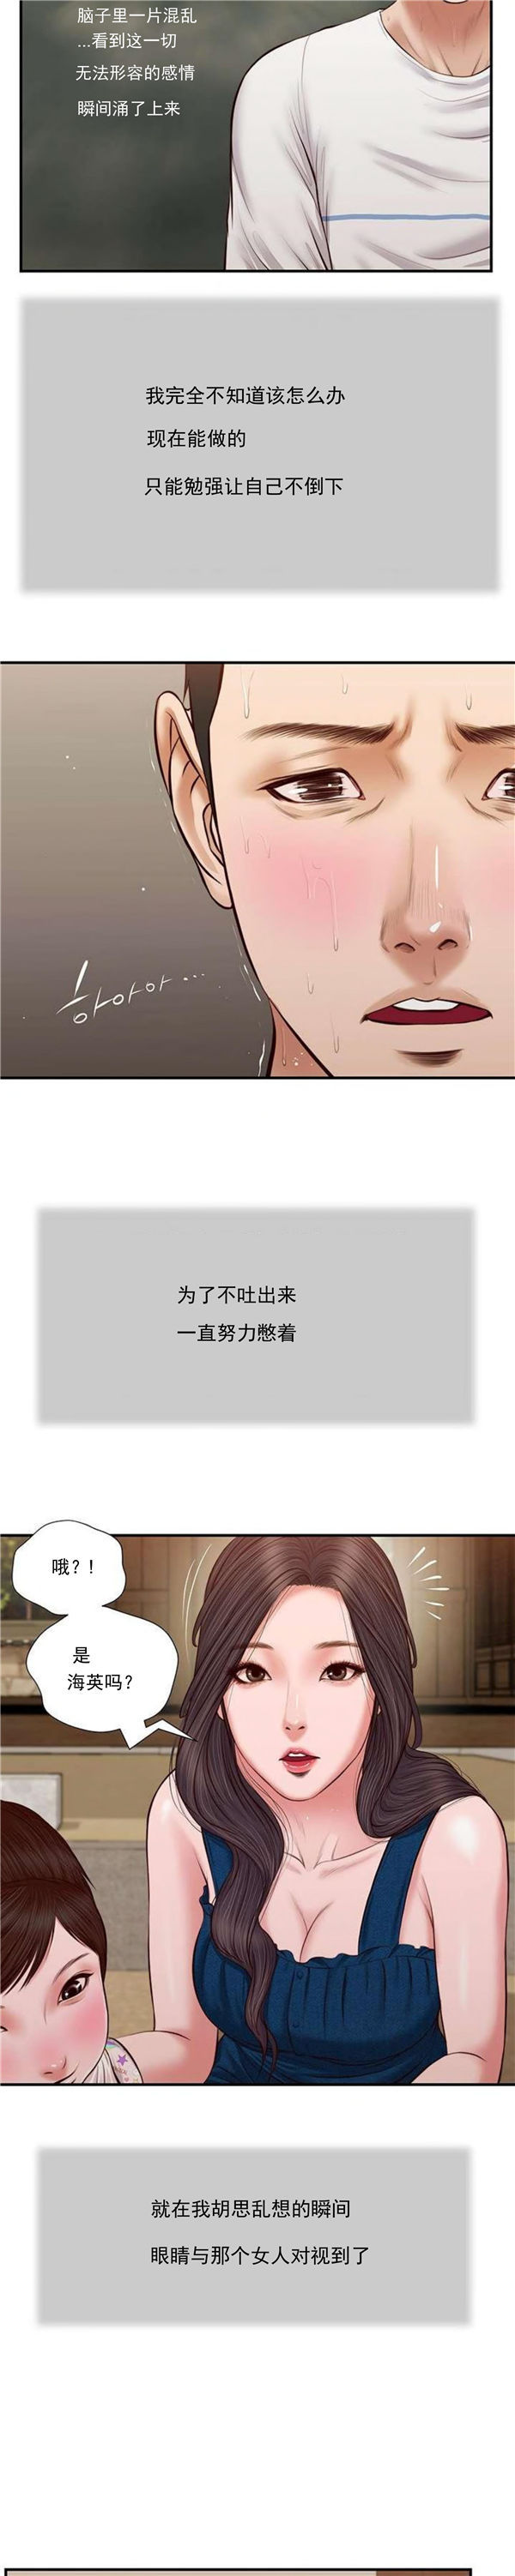 脑子里一片混乱
...看到这一切
无法形容的感情
瞬间涌了上来
我完全不知道该怎么办
现在能做的
只能勉强让自己不倒下
하아아아...
为了不吐出来
一直努力憋着
哦?!
是
海英吗?
就在我胡思乱想的瞬间
眼睛与那个女人对视到了